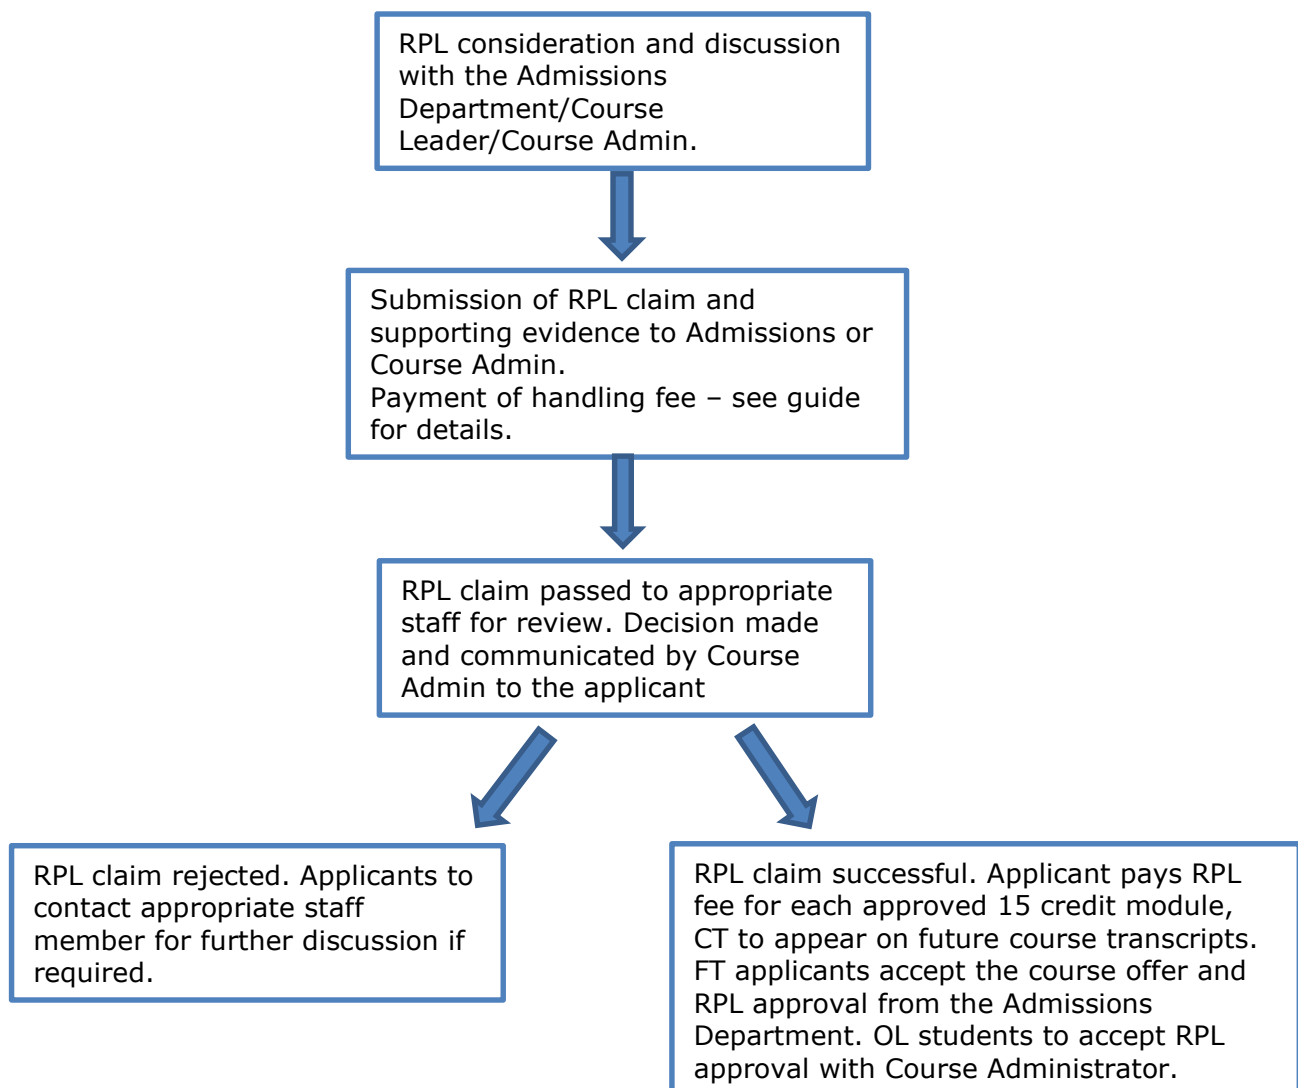 RPL consideration and discussion
with the Admissions
Department/Course
Leader/Course Admin.
Submission of RPL claim and
supporting evidence to Admissions or
Course Admin.
Payment of handling fee – see guide
for details.
RPL claim passed to appropriate
staff for review. Decision made
and communicated by Course
Admin to the applicant
RPL claim rejected. Applicants to
contact appropriate staff
member for further discussion if
required.
RPL claim successful. Applicant pays RPL
fee for each approved 15 credit module,
CT to appear on future course transcripts.
FT applicants accept the course offer and
RPL approval from the Admissions
Department. OL students to accept RPL
approval with Course Administrator.